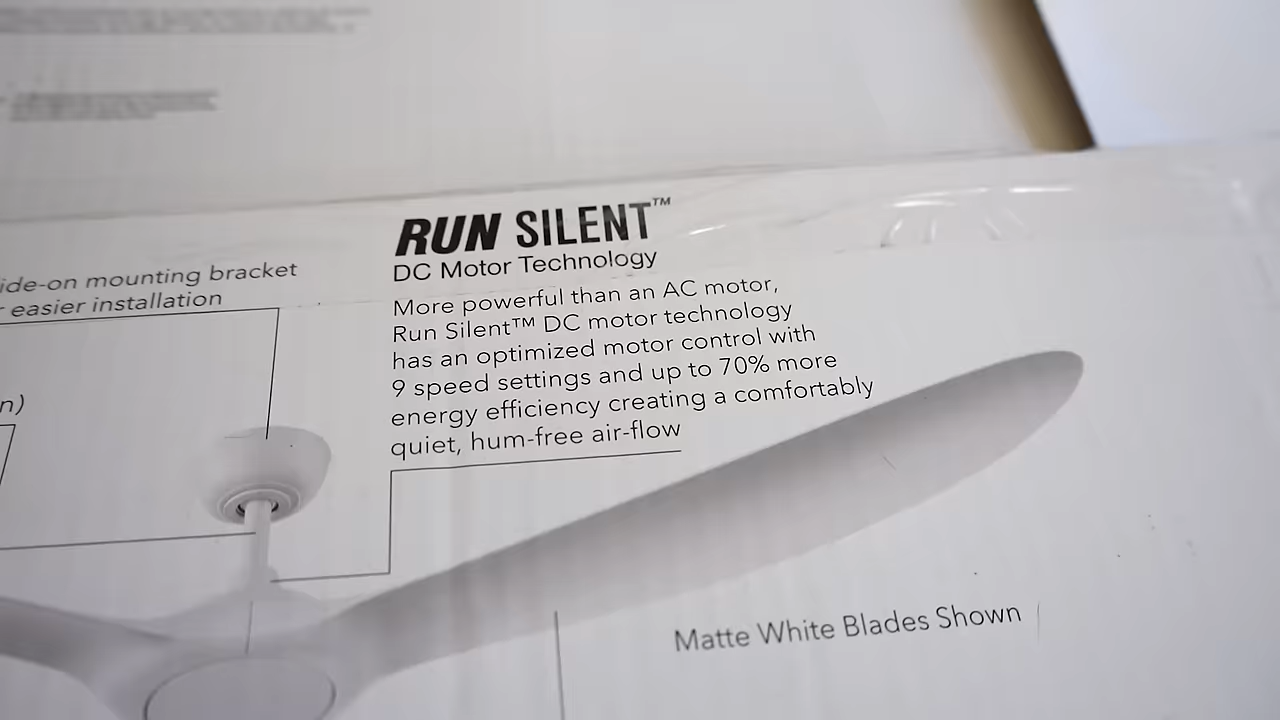 RUN SILENT™
DC Motor Technology
More powerful than an AC motor,
Run Silent™ DC motor technology
has an optimized motor control with
9 speed settings and up to 70% more
energy efficiency creating a comfortably
quiet, hum-free air-flow
ide-on mounting bracket
r easier installation
n)
Matte White Blades Shown